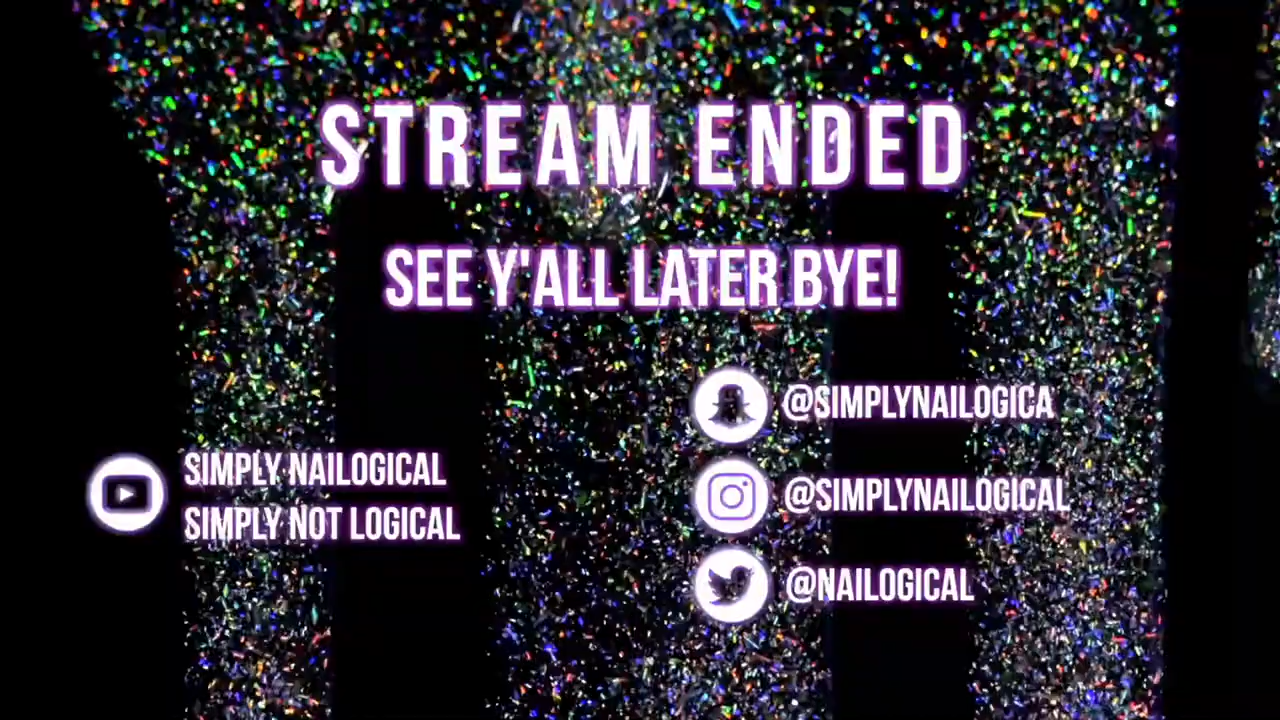 STREAM ENDED
SEE Y'ALL LATER BYE!
SIMPLY NAILOGICAL
SIMPLY NOT LOGICAL
@SIMPLYNAILOGICA
@SIMPLYNAILOGICAL
@NAILOGICAL